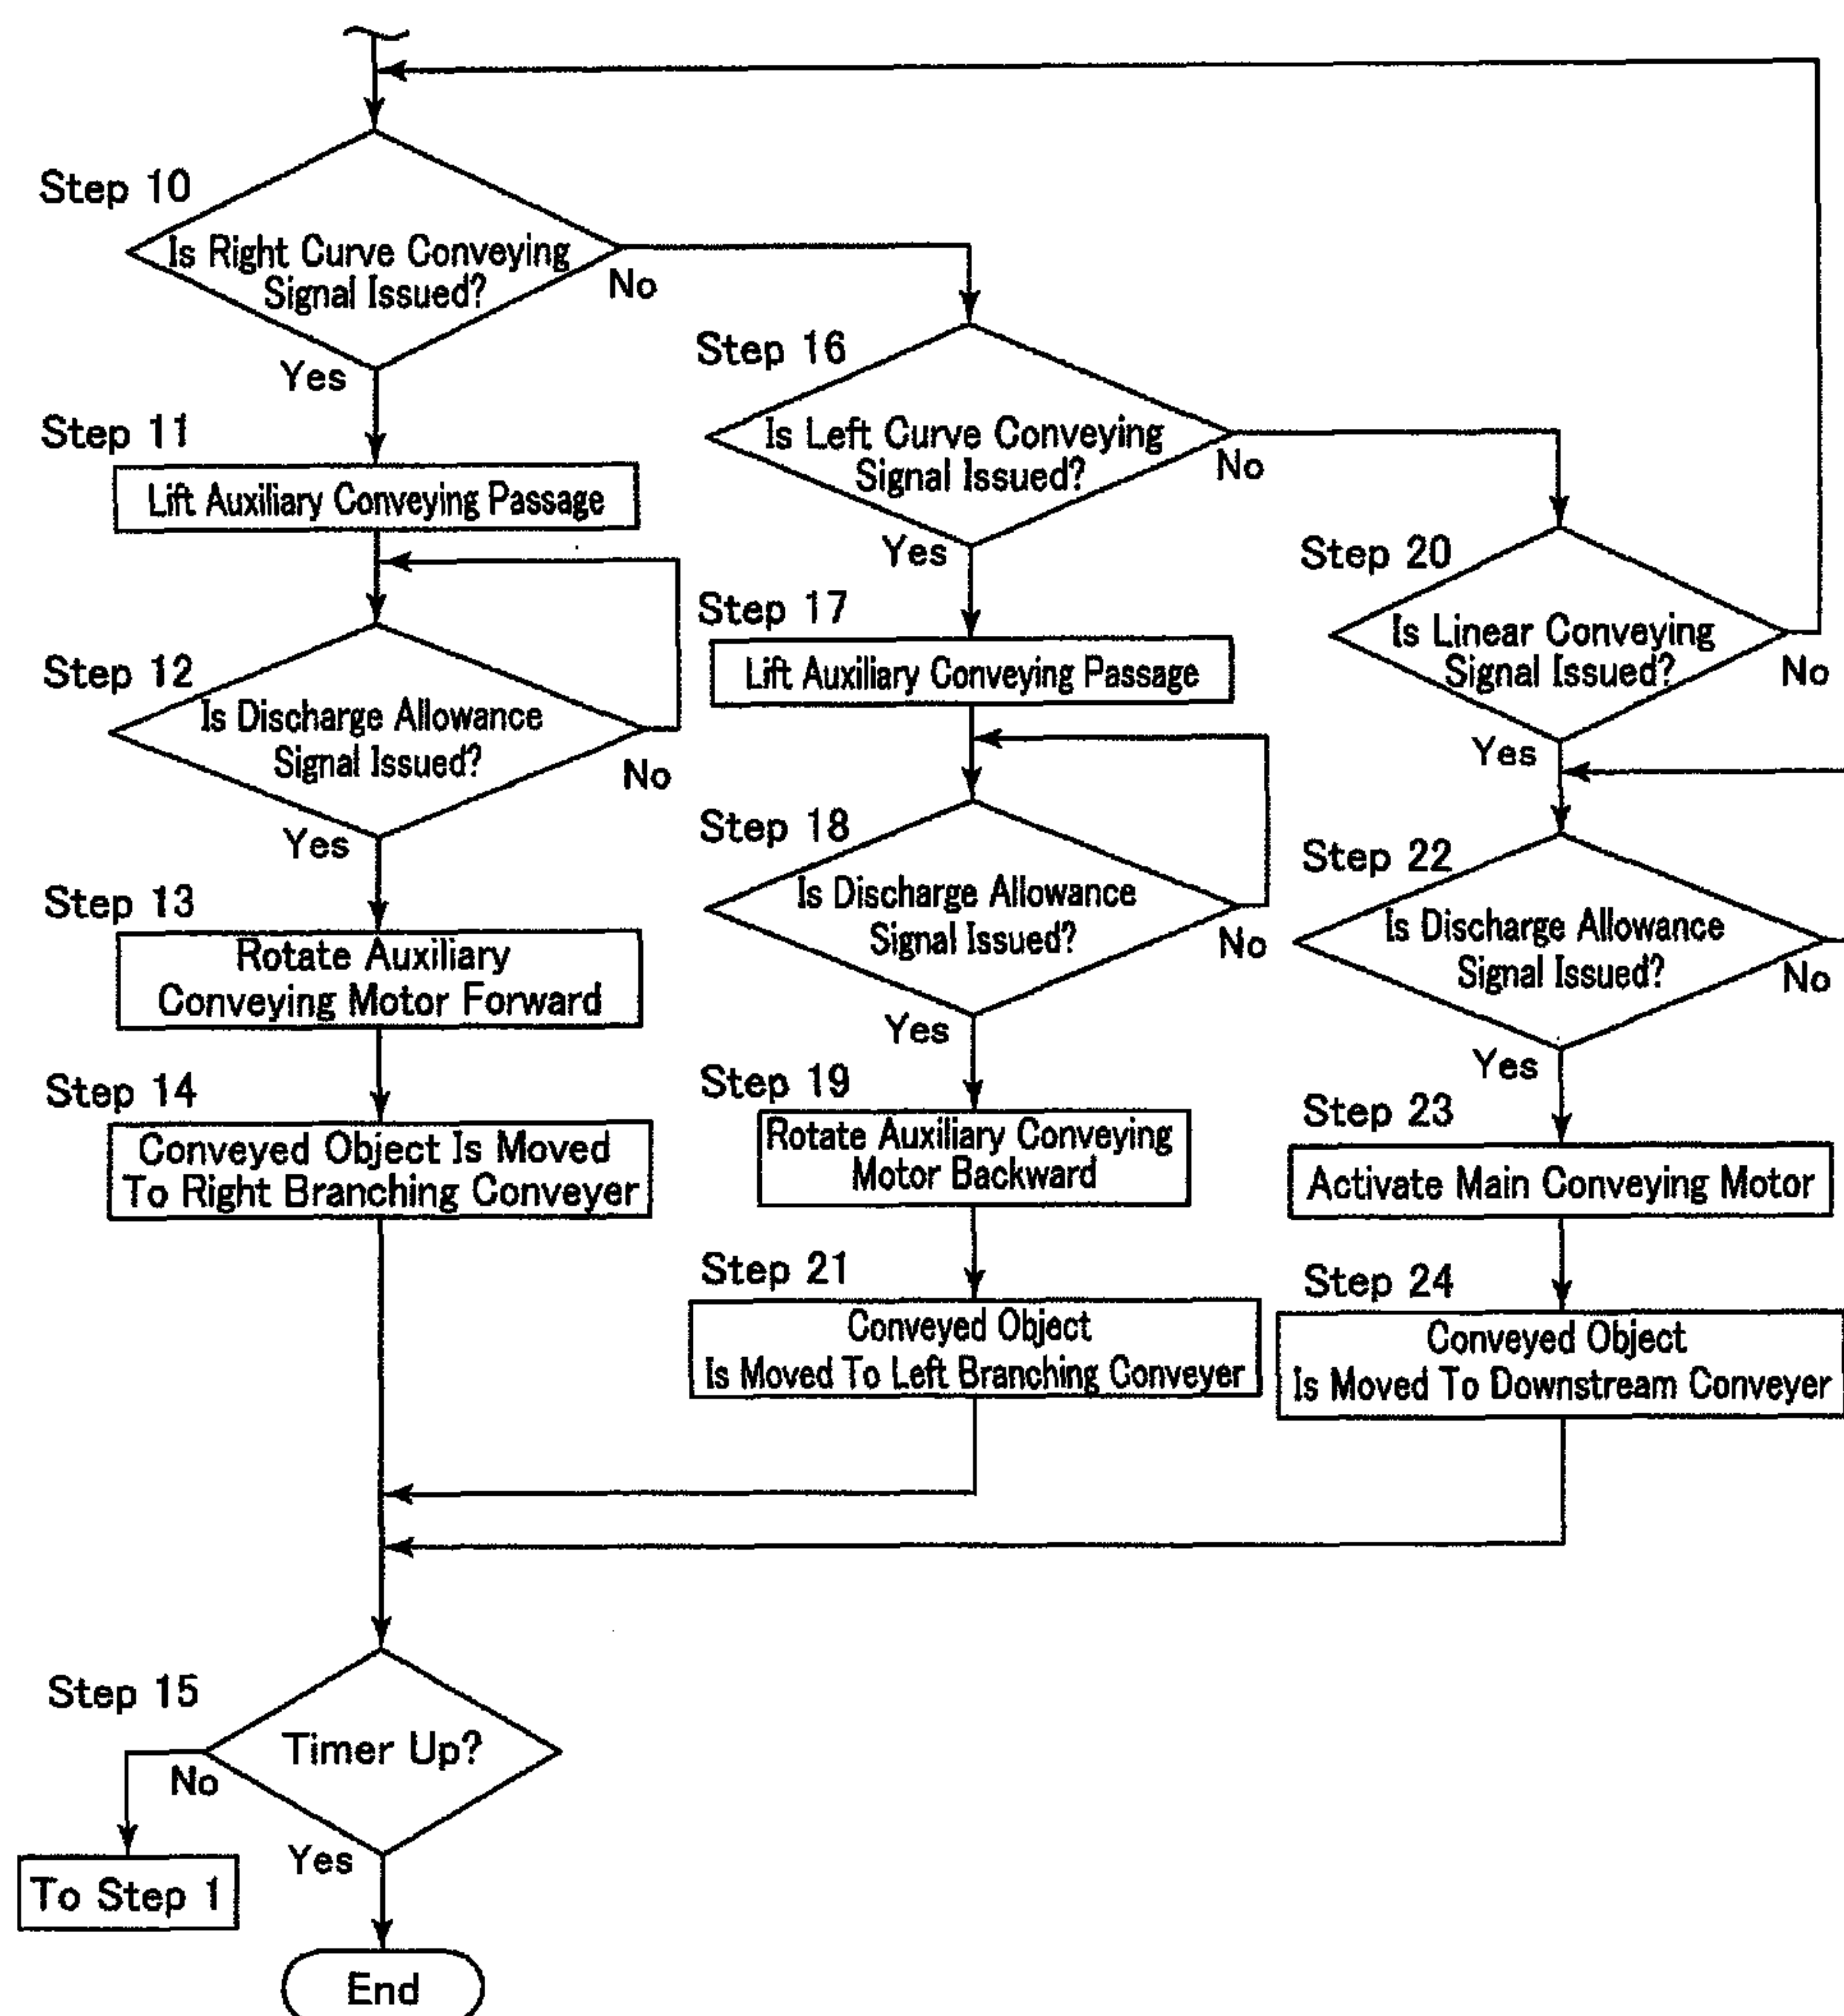 Step 10
Is Right Curve Conveying
Signal Issued?
No
Yes
Step 11
Lift Auxiliary Conveying Passage
Step 12
Is Discharge Allowance
Signal Issued?
No
Yes
Step 13
Rotate Auxiliary
Conveying Motor Forward
Step 14
Conveyed Object Is Moved
To Right Branching Conveyer
Step 16
Is Left Curve Conveying
Signal Issued?
No
Yes
Step 17
Lift Auxiliary Conveying Passage
Step 18
Is Discharge Allowance
Signal Issued?
No
Yes
Step 19
Rotate Auxiliary Conveying
Motor Backward
Step 21
Conveyed Object
Is Moved To Left Branching Conveyer
Step 20
Is Linear Conveying
Signal Issued?
No
Yes
Step 22
Is Discharge Allowance
Signal Issued?
No
Yes
Step 23
Activate Main Conveying Motor
Step 24
Conveyed Object
Is Moved To Downstream Conveyer
Step 15
Timer Up?
No
Yes
To Step 1
End